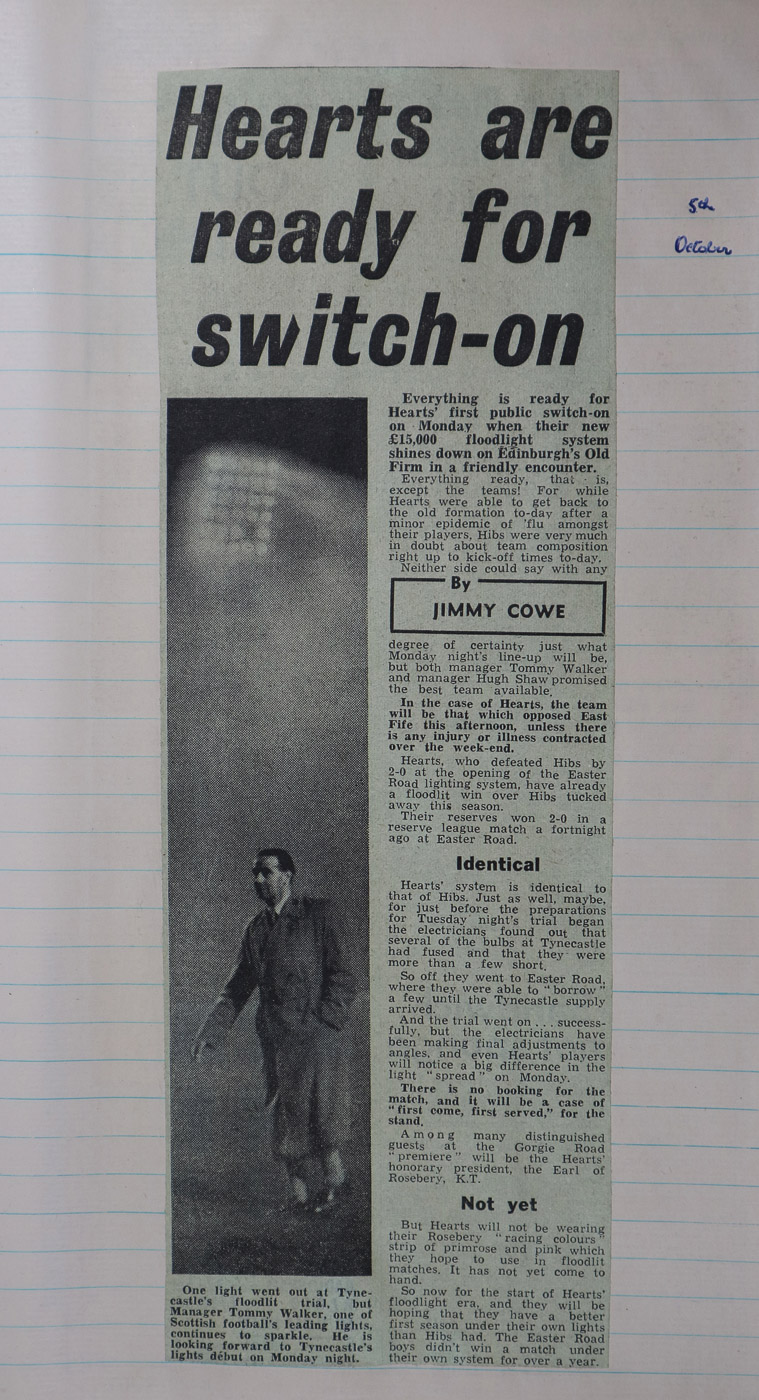 Hearts are
ready for
switch-on
5th
October
Everything is ready for
Hearts' first public switch-on
on Monday when their new
£15,000 floodlight system
shines down on Edinburgh's Old
Firm in a friendly encounter.
Everything ready, that is,
except the teams! For while
Hearts were able to get back to
the old formation to-day after a
minor epidemic of 'flu amongst
their players, Hibs were very much
in doubt about team composition
right up to kick-off times to-day.
Neither side could say with any
By
JIMMY COWE
degree of certainty just what
Monday night's line-up will be,
but both manager Tommy Walker
and manager Hugh Shaw promised
the best team available.
In the case of Hearts, the team
will be that which opposed East
Fife this afternoon, unless there
is any injury or illness contracted
over the week-end.
Hearts, who defeated Hibs by
2-0 at the opening of the Easter
Road lighting system, have already
a floodlit win over Hibs tucked
away this season.
Their reserves won 2-0 in a
reserve league match a fortnight
ago at Easter Road.
Identical
Hearts' system is identical to
that of Hibs. Just as well, maybe,
for just before the preparations
for Tuesday night's trial began
the electricians found out that
several of the bulbs at Tynecastle
had fused and that they were
more than a few short.
So off they went to Easter Road,
where they were able to "borrow"
a few until the Tynecastle supply
arrived.
And the trial went on . . . success-
fully, but the electricians have
been making final adjustments to
angles, and even Hearts' players
will notice a big difference in the
light "spread" on Monday.
There is no booking for the
match, and it will be a case of
"first come, first served," for the
stand.
Among many distinguished
guests at the Gorgie Road
"premiere" will be the Hearts'
honorary president, the Earl of
Rosebery, K.T.
Not yet
But Hearts will not be wearing
their Rosebery "racing colours"
strip of primrose and pink which
they hope to use in floodlit
matches. It has not yet come to
hand.
So now for the start of Hearts'
floodlight era, and they will be
hoping that they have a better
first season under their own lights
than Hibs had. The Easter Road
boys didn't win a match under
their own system for over a year.
One light went out at Tyne-
castle's floodlit trial, but
Manager Tommy Walker, one of
Scottish football's leading lights,
continues to sparkle. He is
looking forward to Tynecastle's
lights début on Monday night.